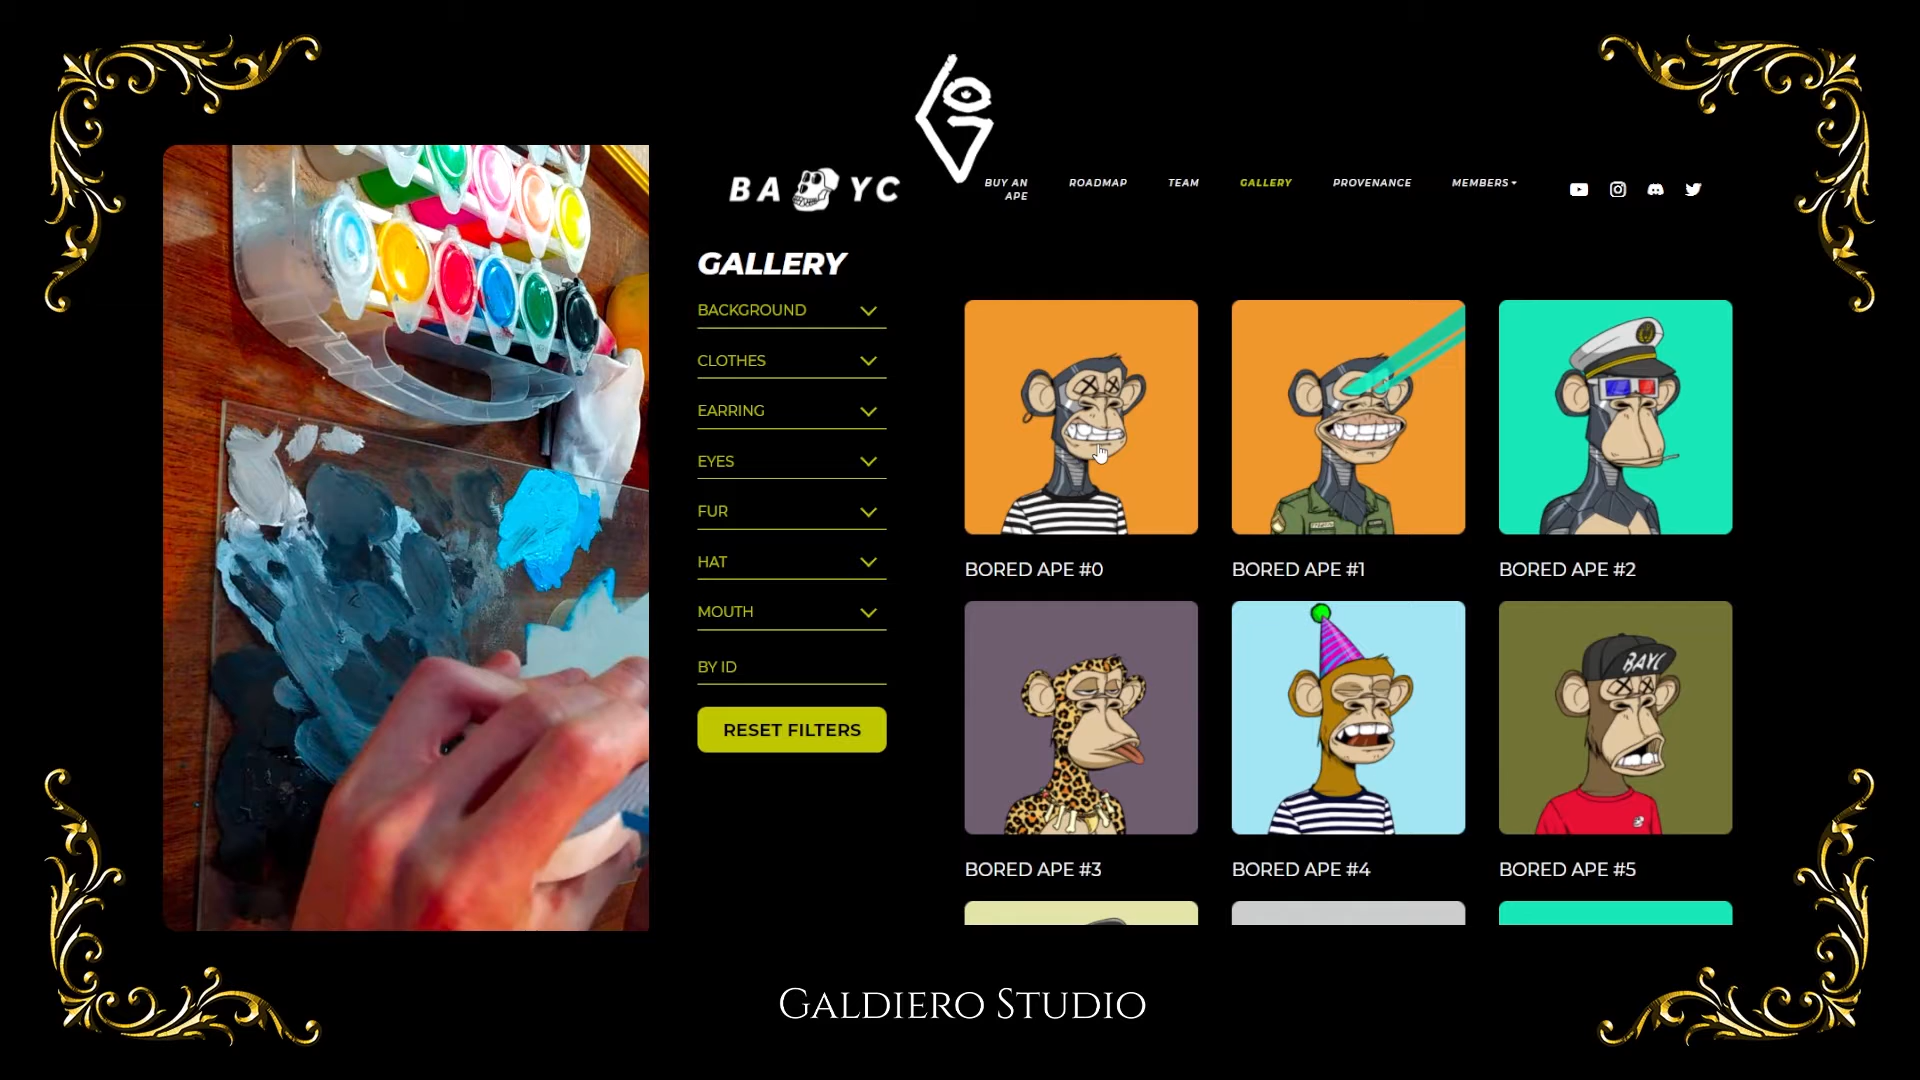 BA YC
BUY AN
APE
ROADMAP
TEAM
GALLERY
PROVENANCE
MEMBERS
GALLERY
BACKGROUND
CLOTHES
EARRING
EYES
FUR
HAT
MOUTH
BY ID
RESET FILTERS
BORED APE #0
BORED APE #1
BORED APE #2
BAYC
BORED APE #3
BORED APE #4
BORED APE #5
GALDIERO STUDIO